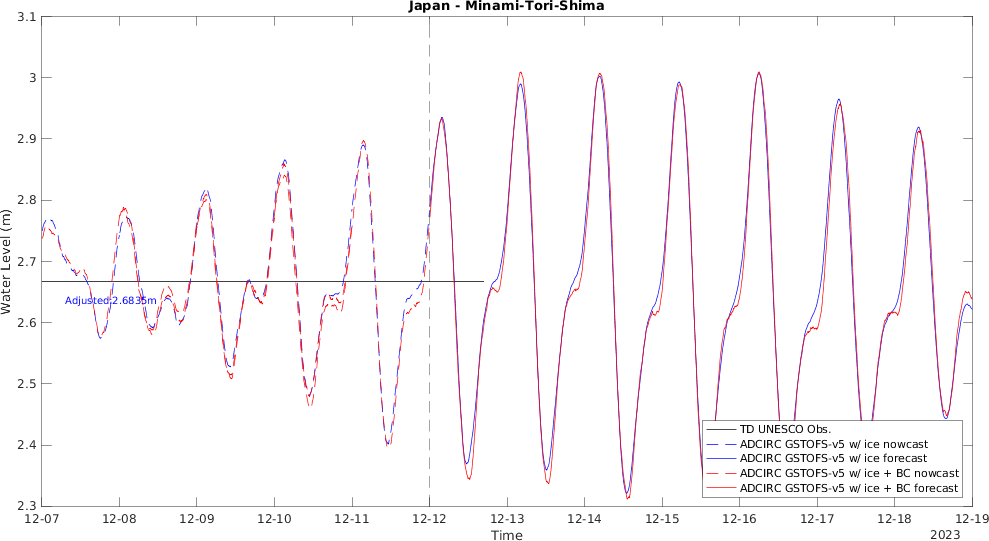 Japan - Minami-Tori-Shima
3.1
3
2.9
2.8
2.7
2.6
2.5
2.4
2.3
Water Level (m)
Adjusted:2.6835m
TD UNESCO Obs.
ADCIRC GSTOFS-v5 w/ ice nowcast
ADCIRC GSTOFS-v5 w/ ice forecast
ADCIRC GSTOFS-v5 w/ ice + BC nowcast
ADCIRC GSTOFS-v5 w/ ice + BC forecast
12-07 12-08 12-09 12-10 12-11 12-12 12-13 12-14 12-15 12-16 12-17 12-18 12-19
Time
2023